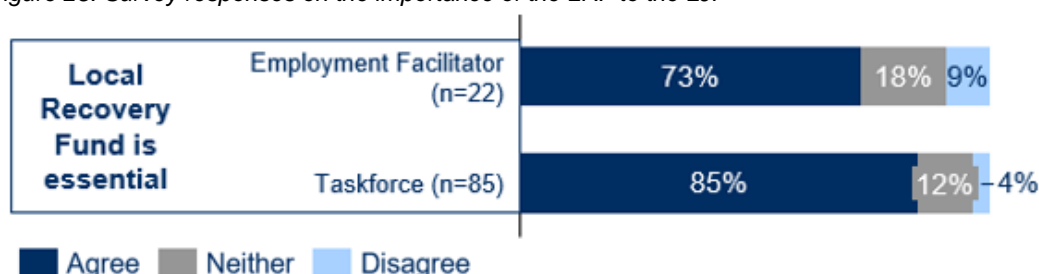 Local
Recovery
Fund is
essential
Employment Facilitator
(n=22)
73%
18%
9%
Taskforce (n=85)
85%
12%
4%
Agree
Neither
Disagree